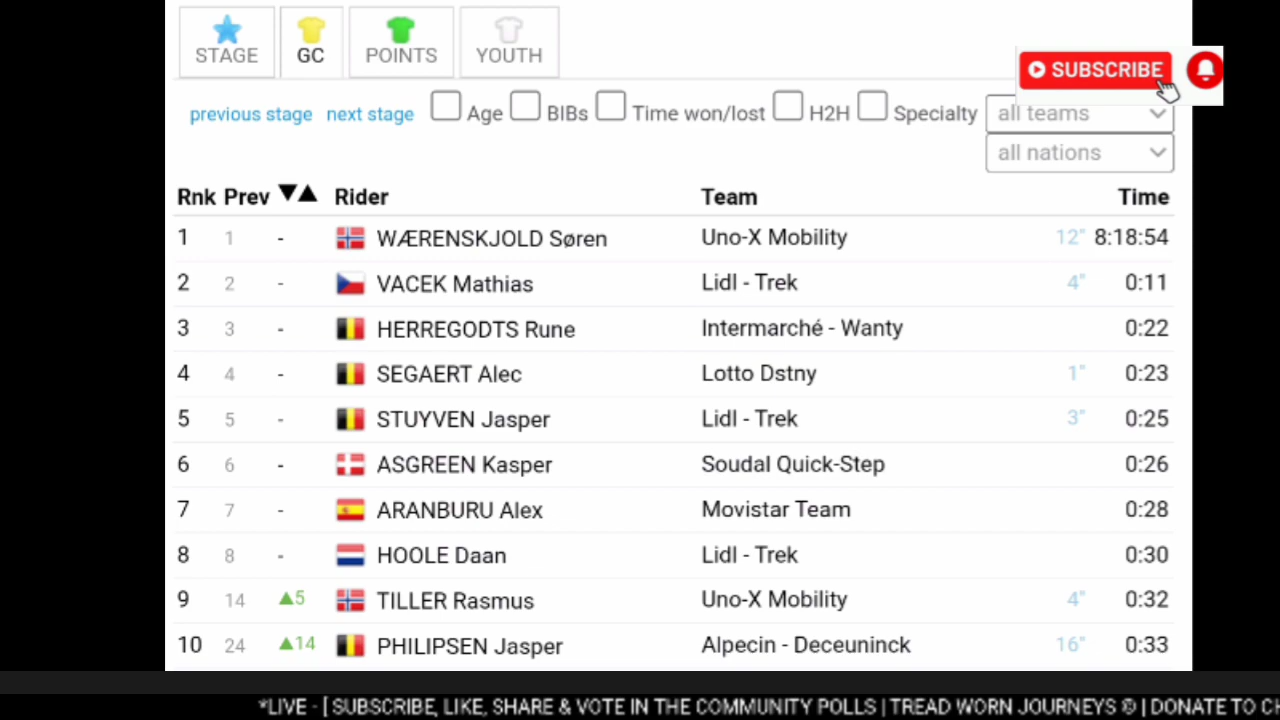 STAGE GC POINTS YOUTH
SUBSCRIBE
previous stage next stage Age BIBs Time won/lost H2H Specialty all teams
all nations
Rnk Prev ▼▲ Rider Team Time
1 1 - WÆRENSKJOLD Søren Uno-X Mobility 12" 8:18:54
2 2 - VACEK Mathias Lidl - Trek 4" 0:11
3 3 - HERREGODTS Rune Intermarché - Wanty 0:22
4 4 - SEGAERT Alec Lotto Dstny 1" 0:23
5 5 - STUYVEN Jasper Lidl - Trek 3" 0:25
6 6 - ASGREEN Kasper Soudal Quick-Step 0:26
7 7 - ARANBURU Alex Movistar Team 0:28
8 8 - HOOLE Daan Lidl - Trek 0:30
9 14 ▲5 TILLER Rasmus Uno-X Mobility 4" 0:32
10 24 ▲14 PHILIPSEN Jasper Alpecin - Deceuninck 16" 0:33
*LIVE - [ SUBSCRIBE, LIKE, SHARE & VOTE IN THE COMMUNITY POLLS | TREAD WORN JOURNEYS © | DONATE TO